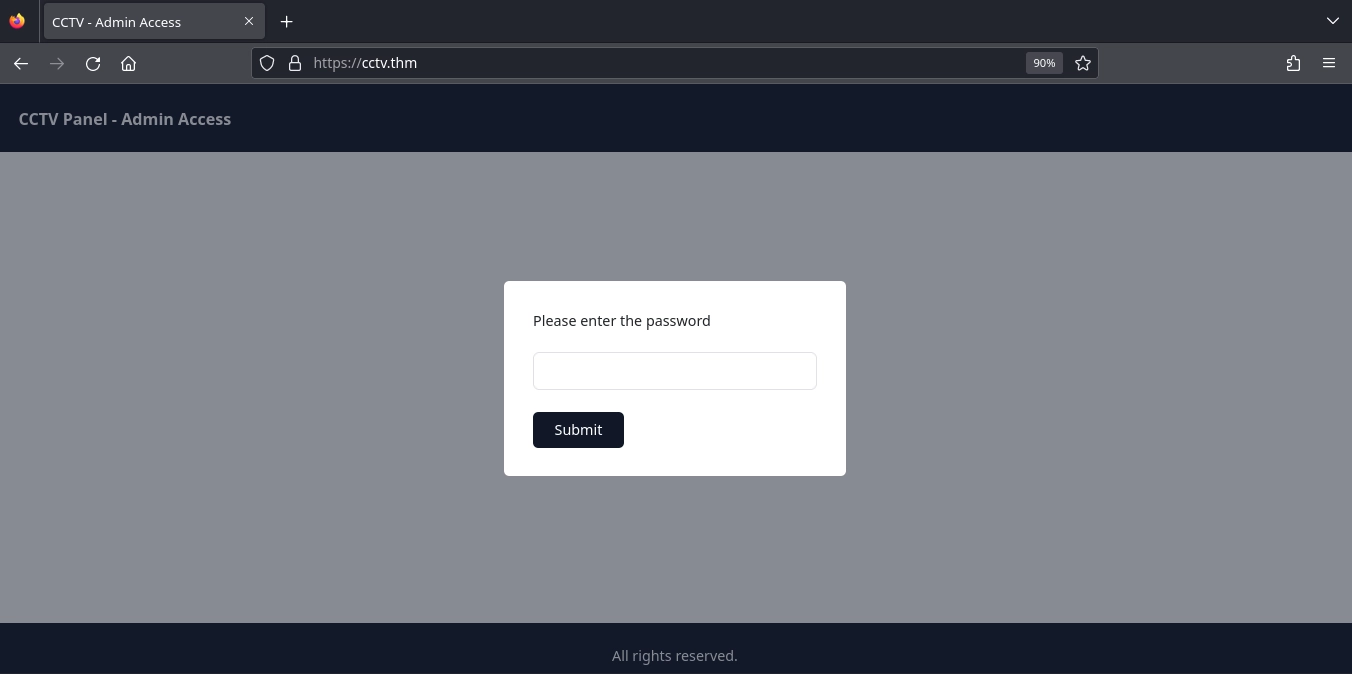 CCTV - Admin Access
https://cctv.thm
90%
CCTV Panel - Admin Access
Please enter the password
Submit
All rights reserved.